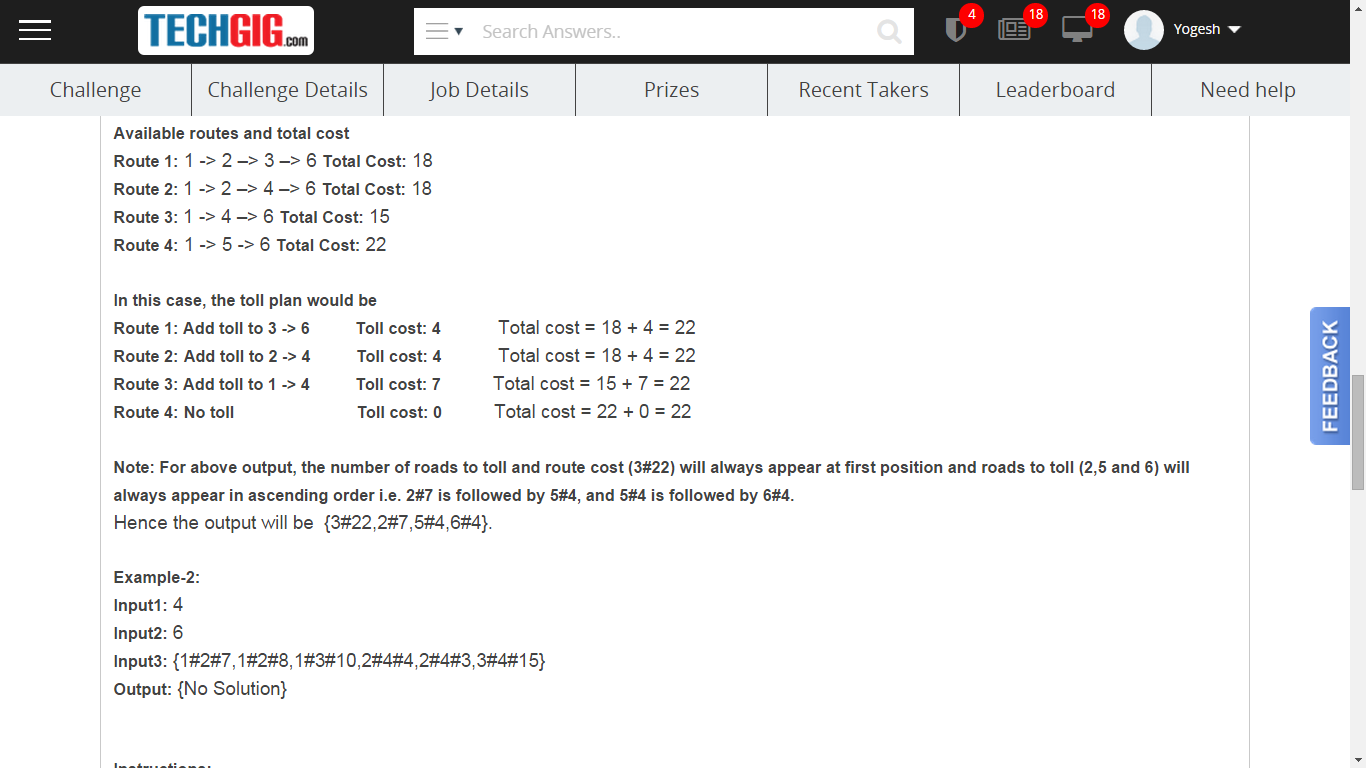 TECHGIG.com
Search Answers..
4
18
18
Yogesh
Challenge
Challenge Details
Job Details
Prizes
Recent Takers
Leaderboard
Need help
Available routes and total cost
Route 1: 1 -> 2 –> 3 –> 6 Total Cost: 18
Route 2: 1 -> 2 –> 4 –> 6 Total Cost: 18
Route 3: 1 -> 4 –> 6 Total Cost: 15
Route 4: 1 -> 5 -> 6 Total Cost: 22
In this case, the toll plan would be
Route 1: Add toll to 3 -> 6 Toll cost: 4 Total cost = 18 + 4 = 22
Route 2: Add toll to 2 -> 4 Toll cost: 4 Total cost = 18 + 4 = 22
Route 3: Add toll to 1 -> 4 Toll cost: 7 Total cost = 15 + 7 = 22
Route 4: No toll Toll cost: 0 Total cost = 22 + 0 = 22
FEEDBACK
Note: For above output, the number of roads to toll and route cost (3#22) will always appear at first position and roads to toll (2,5 and 6) will
always appear in ascending order i.e. 2#7 is followed by 5#4, and 5#4 is followed by 6#4.
Hence the output will be {3#22,2#7,5#4,6#4}.
Example-2:
Input1: 4
Input2: 6
Input3: {1#2#7,1#2#8,1#3#10,2#4#4,2#4#3,3#4#15}
Output: {No Solution}
Instructions: